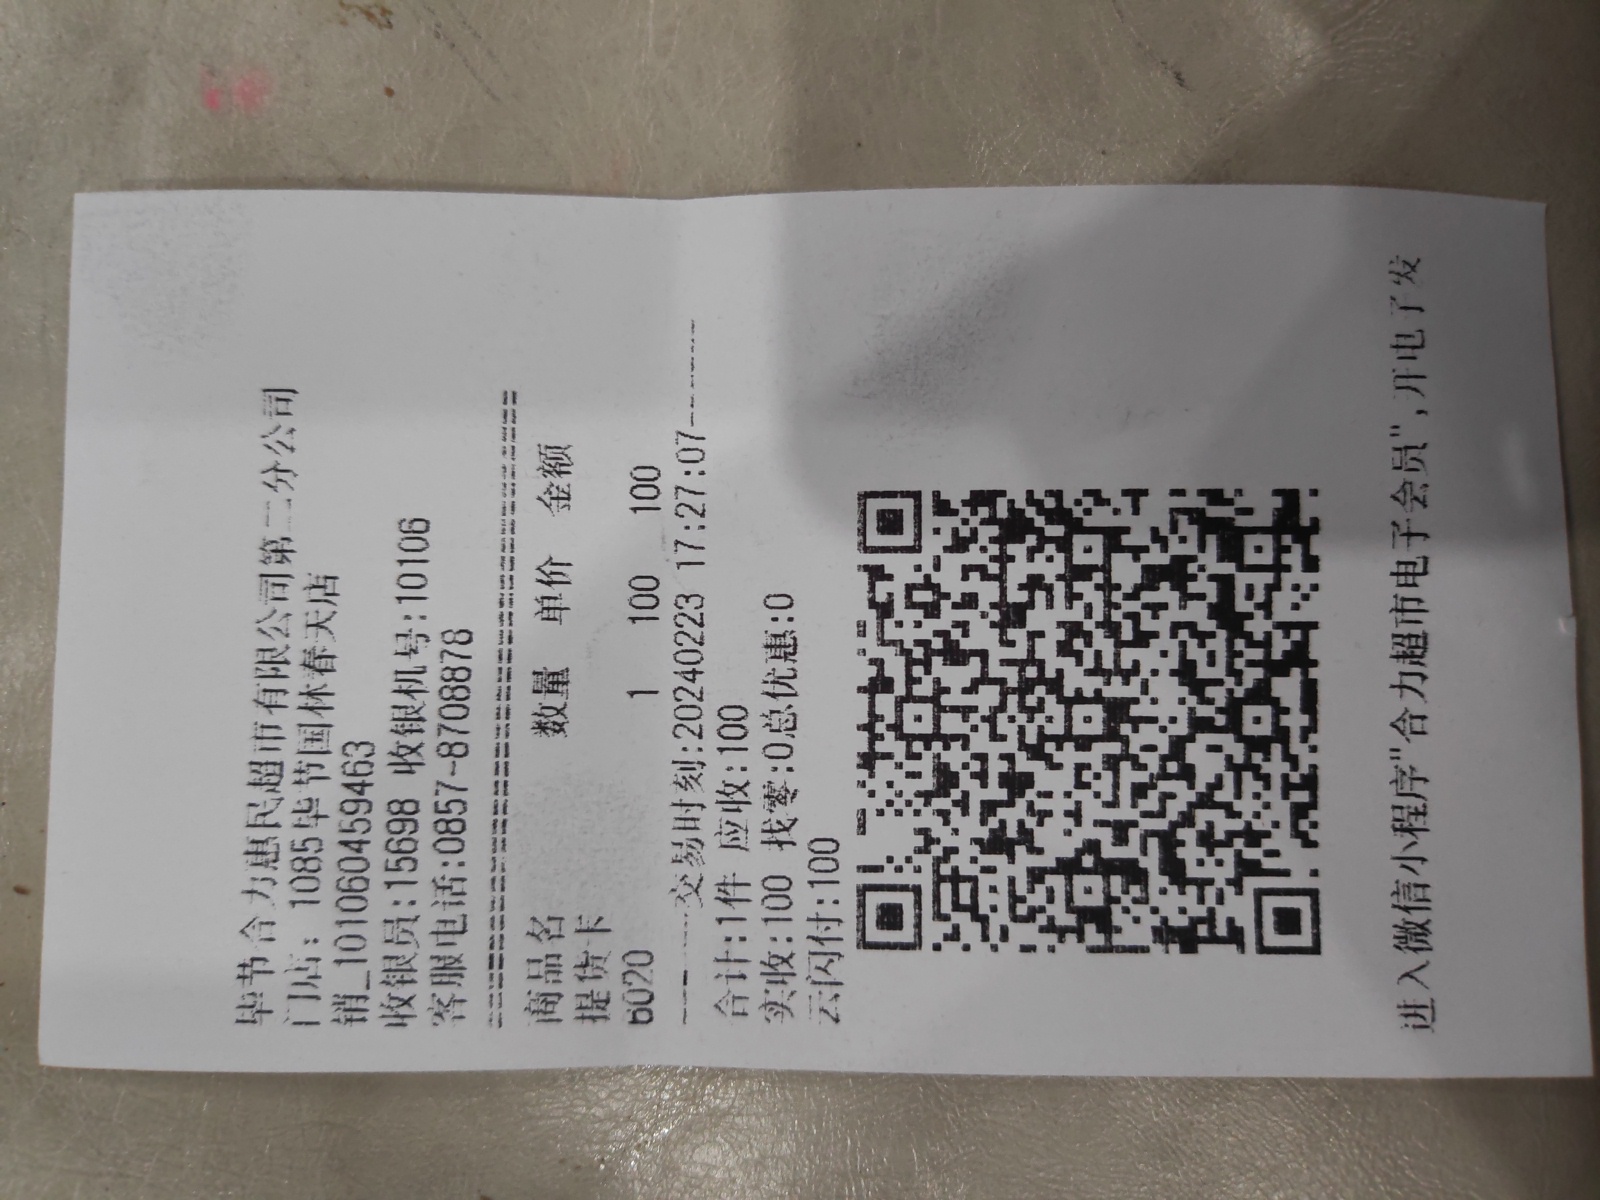 毕节合力惠民超市有限公司第二分公司
门店: 1085毕节国林春天店
销_1010604594​63
收银员:15698 收银机号:10106
客服电话:0857-8708878
================================
商品名 数量 单价 金额
提货卡
6020 1 100 100
------交易时刻:20240223 17:27:07------
合计:1件 应收:100
实收:100 找零:0总优惠:0
云闪付:100
进入微信小程序"合力超市电子会员",开电子发